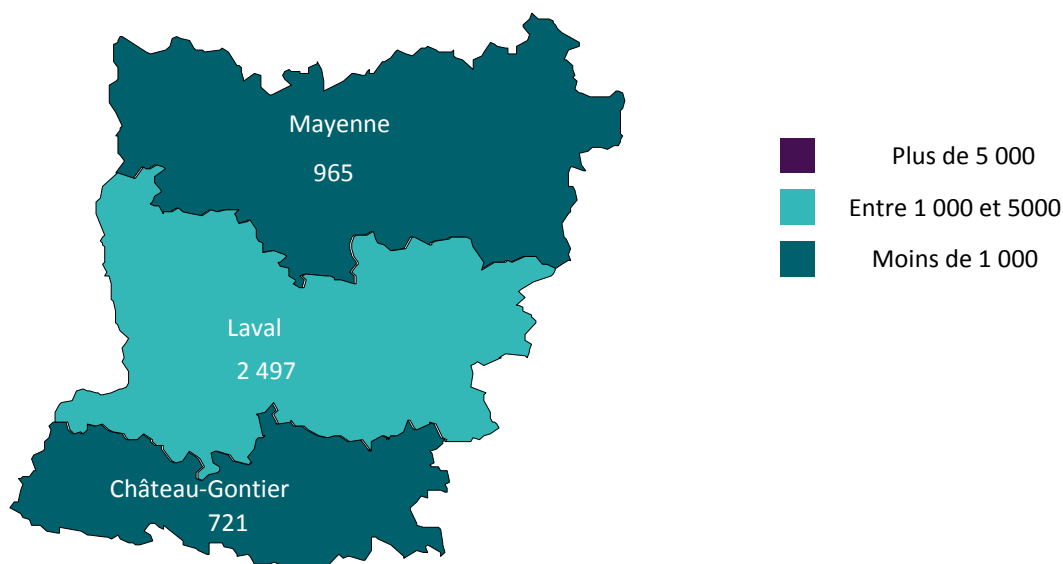 Mayenne
965
Laval
2 497
Château-Gontier
721
Plus de 5 000
Entre 1 000 et 5000
Moins de 1 000